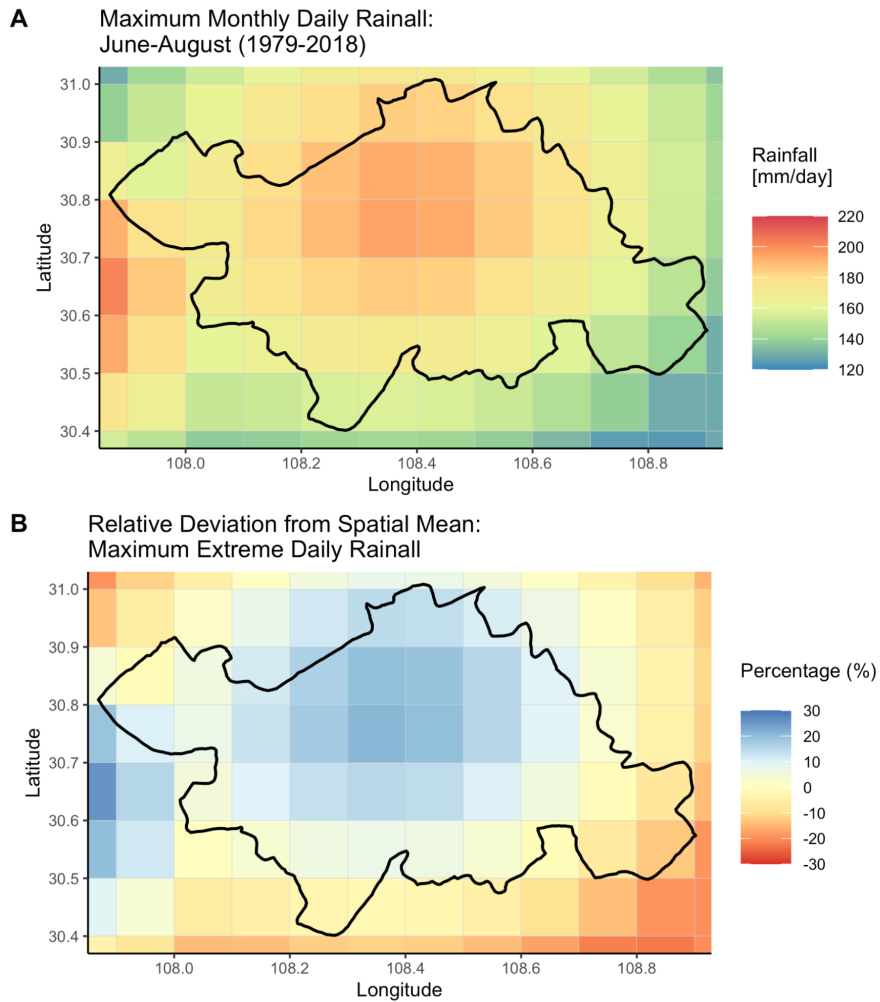 A
Maximum Monthly Daily Rainall:
June-August (1979-2018)
31.0
30.9
30.8
30.7
30.6
30.5
30.4
Latitude
108.0 108.2 108.4 108.6 108.8
Longitude
Rainfall
[mm/day]
220
200
180
160
140
120
B
Relative Deviation from Spatial Mean:
Maximum Extreme Daily Rainall
31.0
30.9
30.8
30.7
30.6
30.5
30.4
Latitude
108.0 108.2 108.4 108.6 108.8
Longitude
Percentage (%)
30
20
10
0
-10
-20
-30